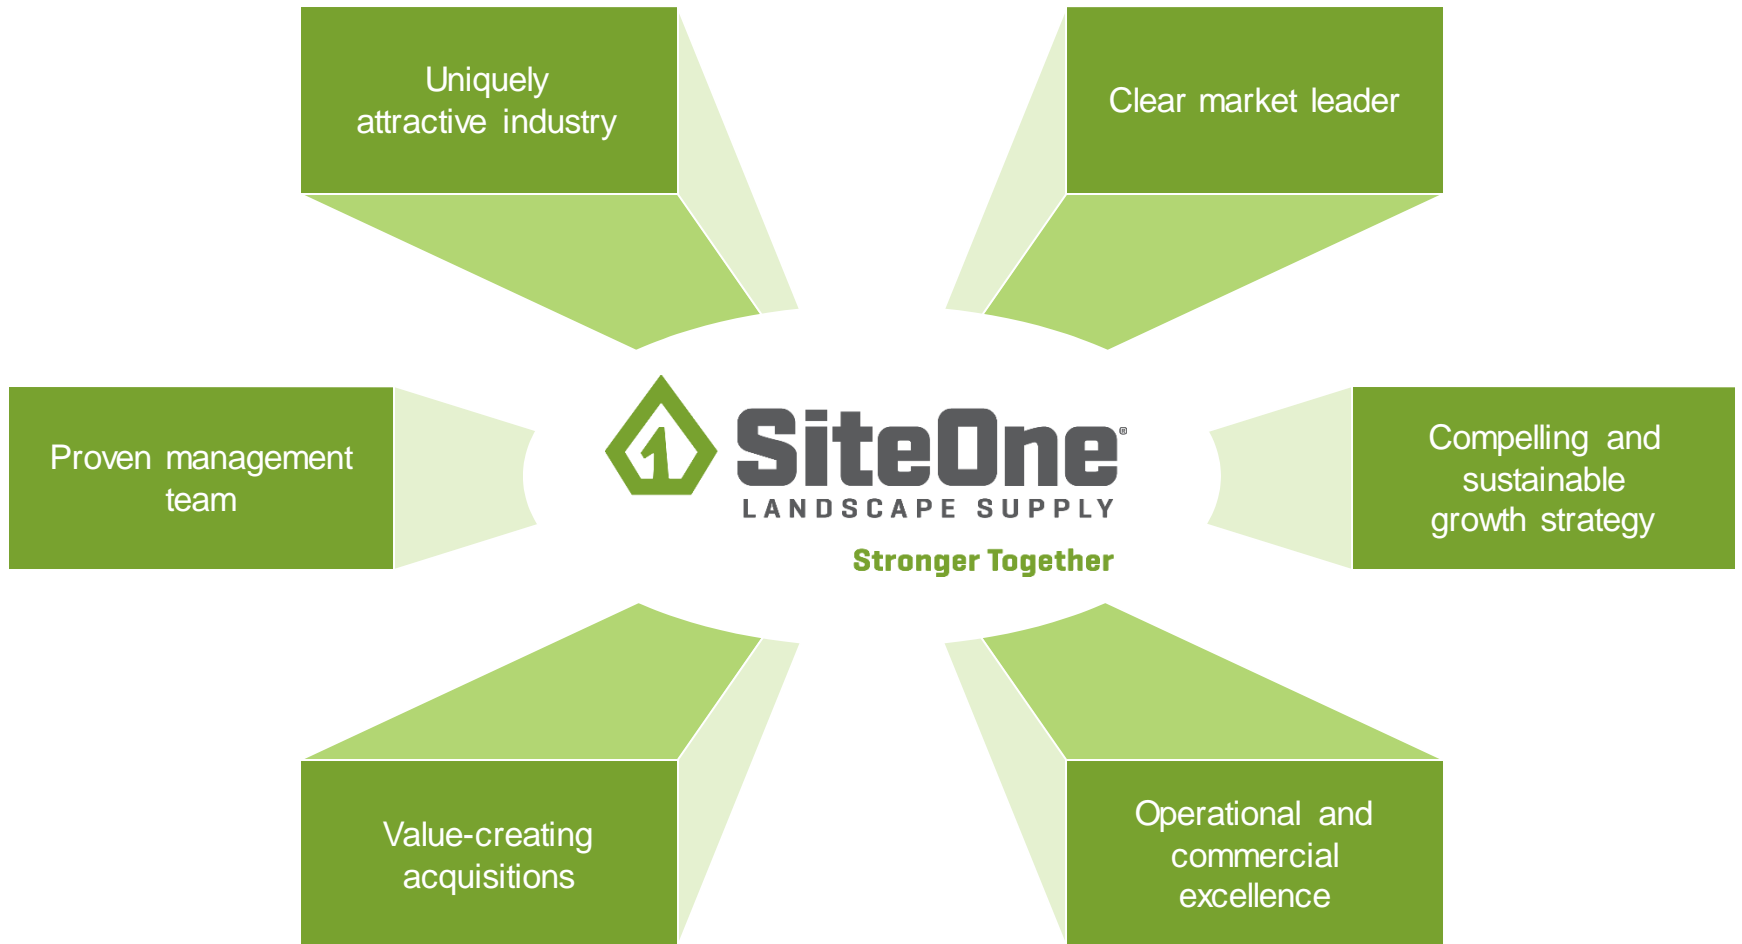 Uniquely
attractive industry
Clear market leader
Proven management
team
1
SiteOne®
LANDSCAPE SUPPLY
Stronger Together
Compelling and
sustainable
growth strategy
Value-creating
acquisitions
Operational and
commercial
excellence